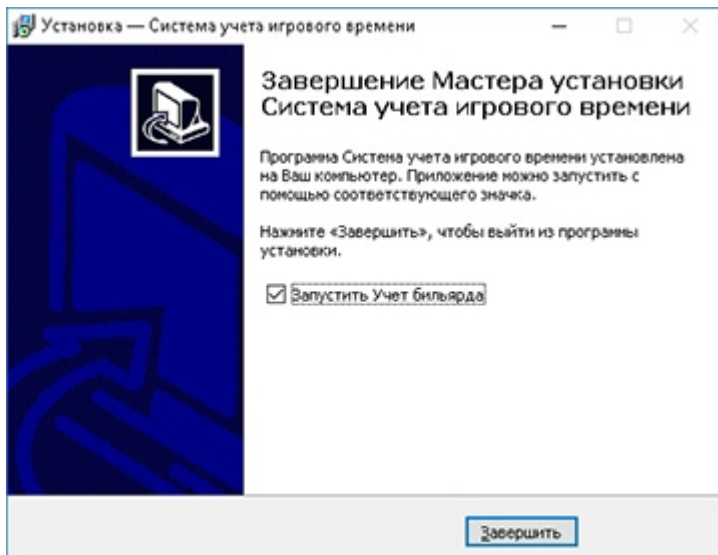 Установка — Система учета игрового времени
Завершение Мастера установки
Система учета игрового времени
Программа Система учета игрового времени установлена
на Ваш компьютер. Приложение можно запустить с
помощью соответствующего значка.
Нажмите «Завершить», чтобы выйти из программы
установки.
Запустить Учет бильярда
Завершить